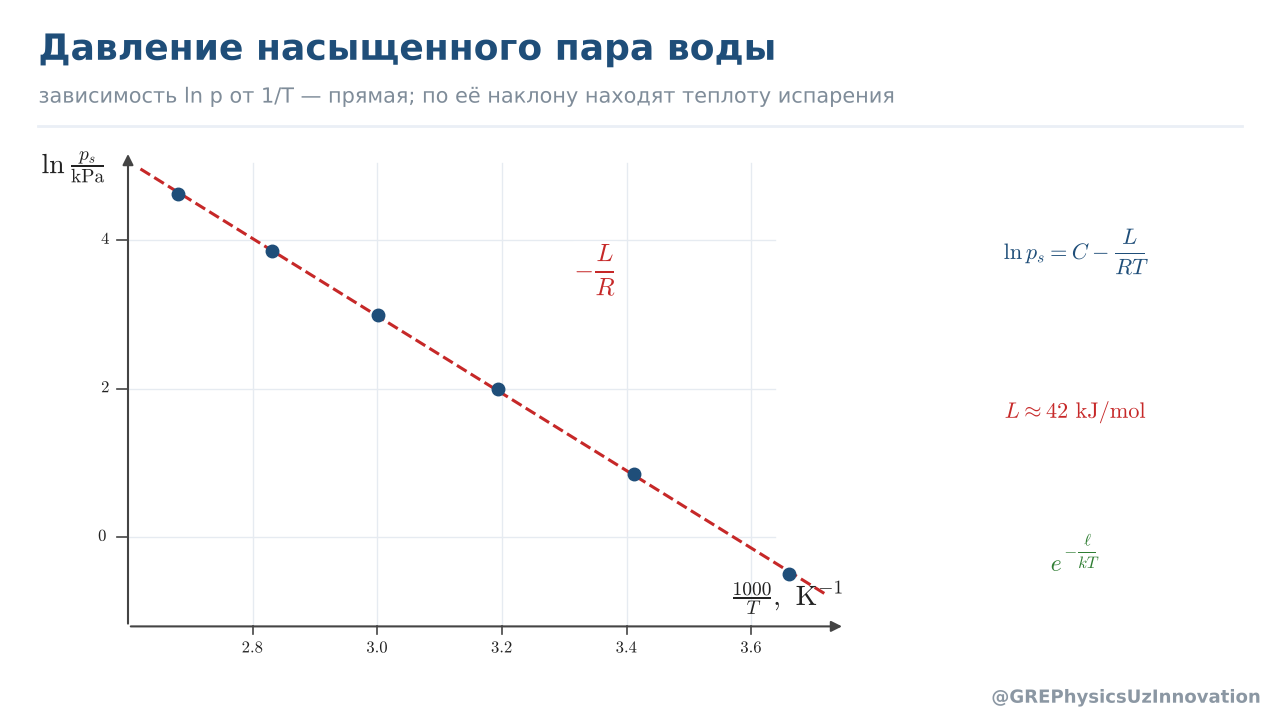 Давление насыщенного пара воды
зависимость ln p от 1/T — прямая; по её наклону находят теплоту испарения
ln p_s/kPa
4
2
0
−L/R
1000/T, K⁻¹
2.8 3.0 3.2 3.4 3.6
ln p_s = C − L/RT
L ≈ 42 kJ/mol
e^(−ℓ/kT)
@GREPhysicsUzInnovation